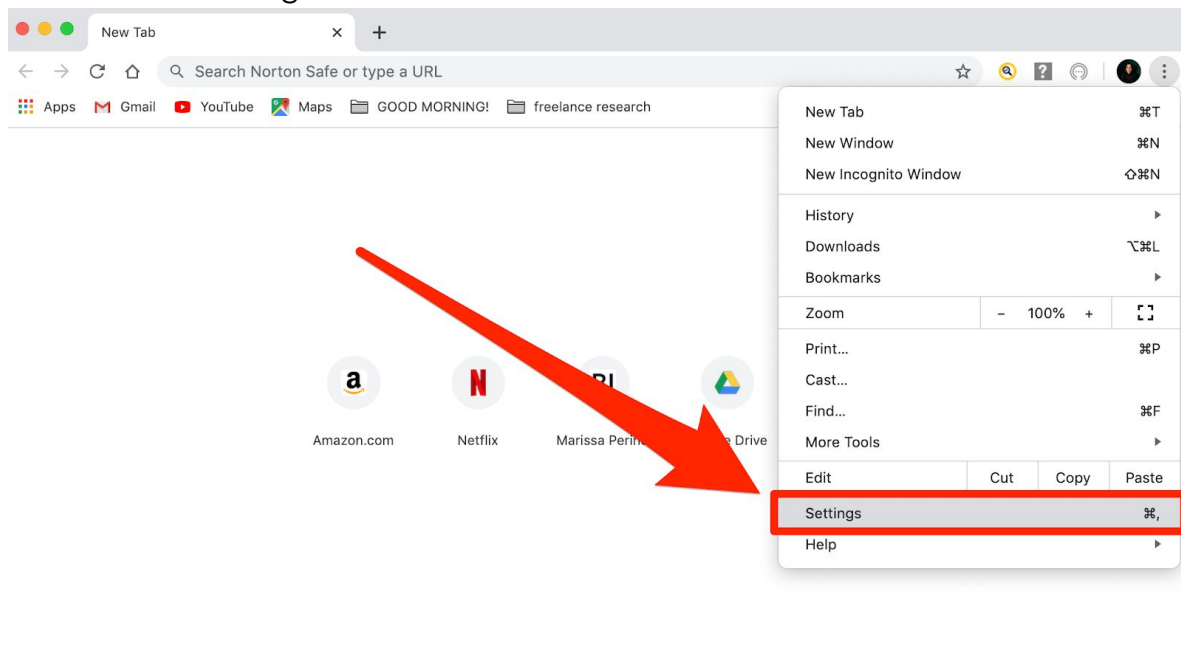 New Tab
Search Norton Safe or type a URL
Apps Gmail YouTube Maps GOOD MORNING! freelance research
New Tab ⌘T
New Window ⌘N
New Incognito Window ⇧⌘N
History
Downloads ⌥⌘L
Bookmarks
Zoom - 100% +
Print... ⌘P
Cast...
Find... ⌘F
More Tools
Edit Cut Copy Paste
Settings ⌘,
Help
a
N
?
Amazon.com Netflix Marissa Drive